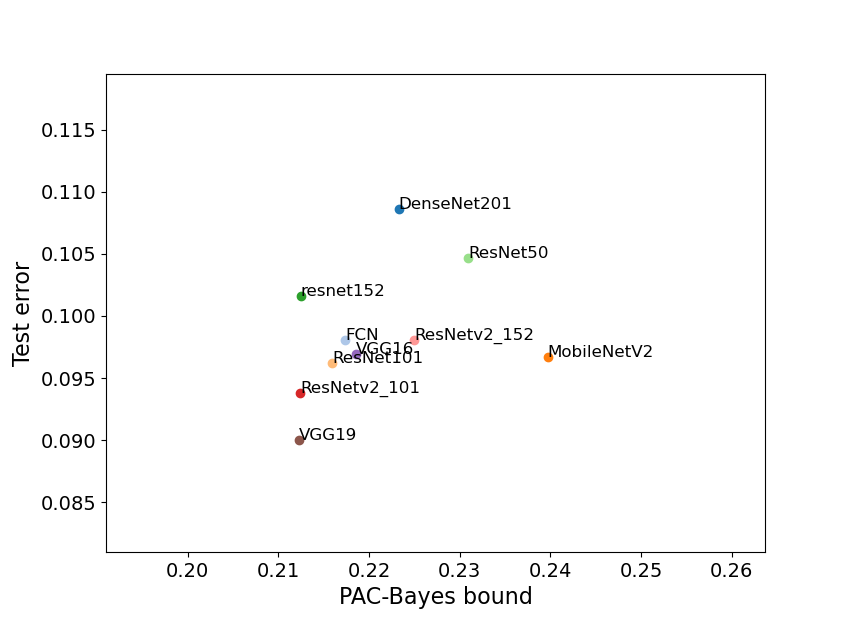 0.115
0.110
0.105
0.100
0.095
0.090
0.085
Test error
DenseNet201
ResNet50
resnet152
FCN
ResNetv2_152
VGG16
MobileNetV2
ResNet101
ResNetv2_101
VGG19
0.20 0.21 0.22 0.23 0.24 0.25 0.26
PAC-Bayes bound